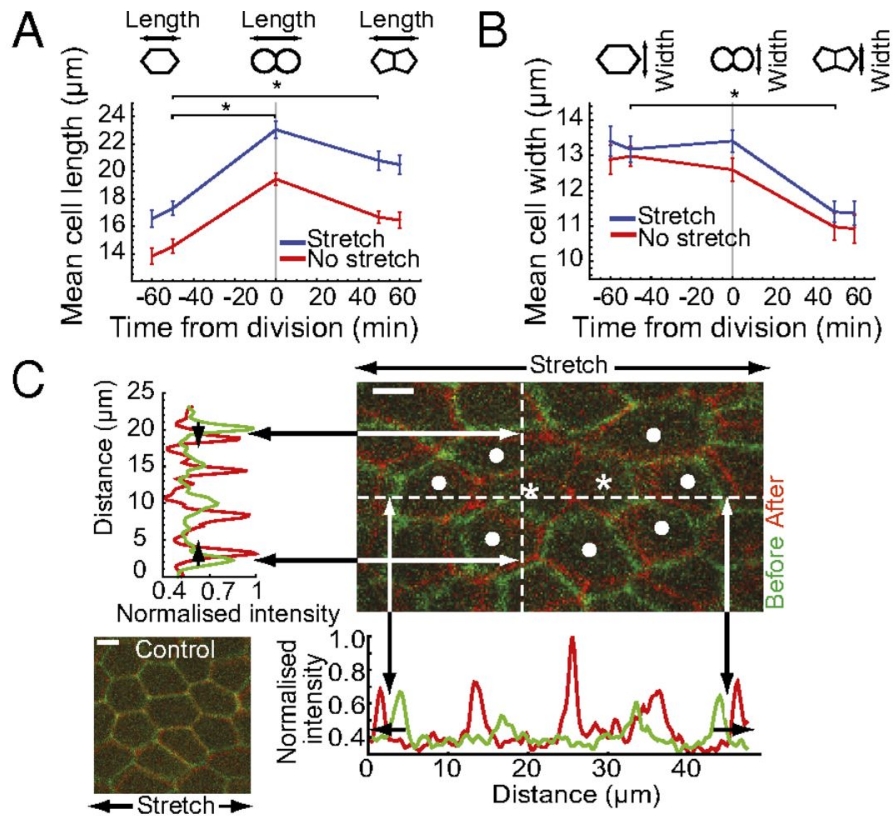 A
Length Length Length
Mean cell length (µm)
24
22
20
18
16
14
*
*
Stretch
No stretch
-60 -40 -20 0 20 40 60
Time from division (min)
B
Width Width Width
Mean cell width (µm)
14
13
12
11
10
*
Stretch
No stretch
-60 -40 -20 0 20 40 60
Time from division (min)
C
Distance (µm)
25
20
15
10
5
0
0.4 0.7 1
Normalised intensity
Stretch
*
*
Before After
Control
Stretch
Normalised
intensity
1.0
0.8
0.6
0.4
0 10 20 30 40
Distance (µm)